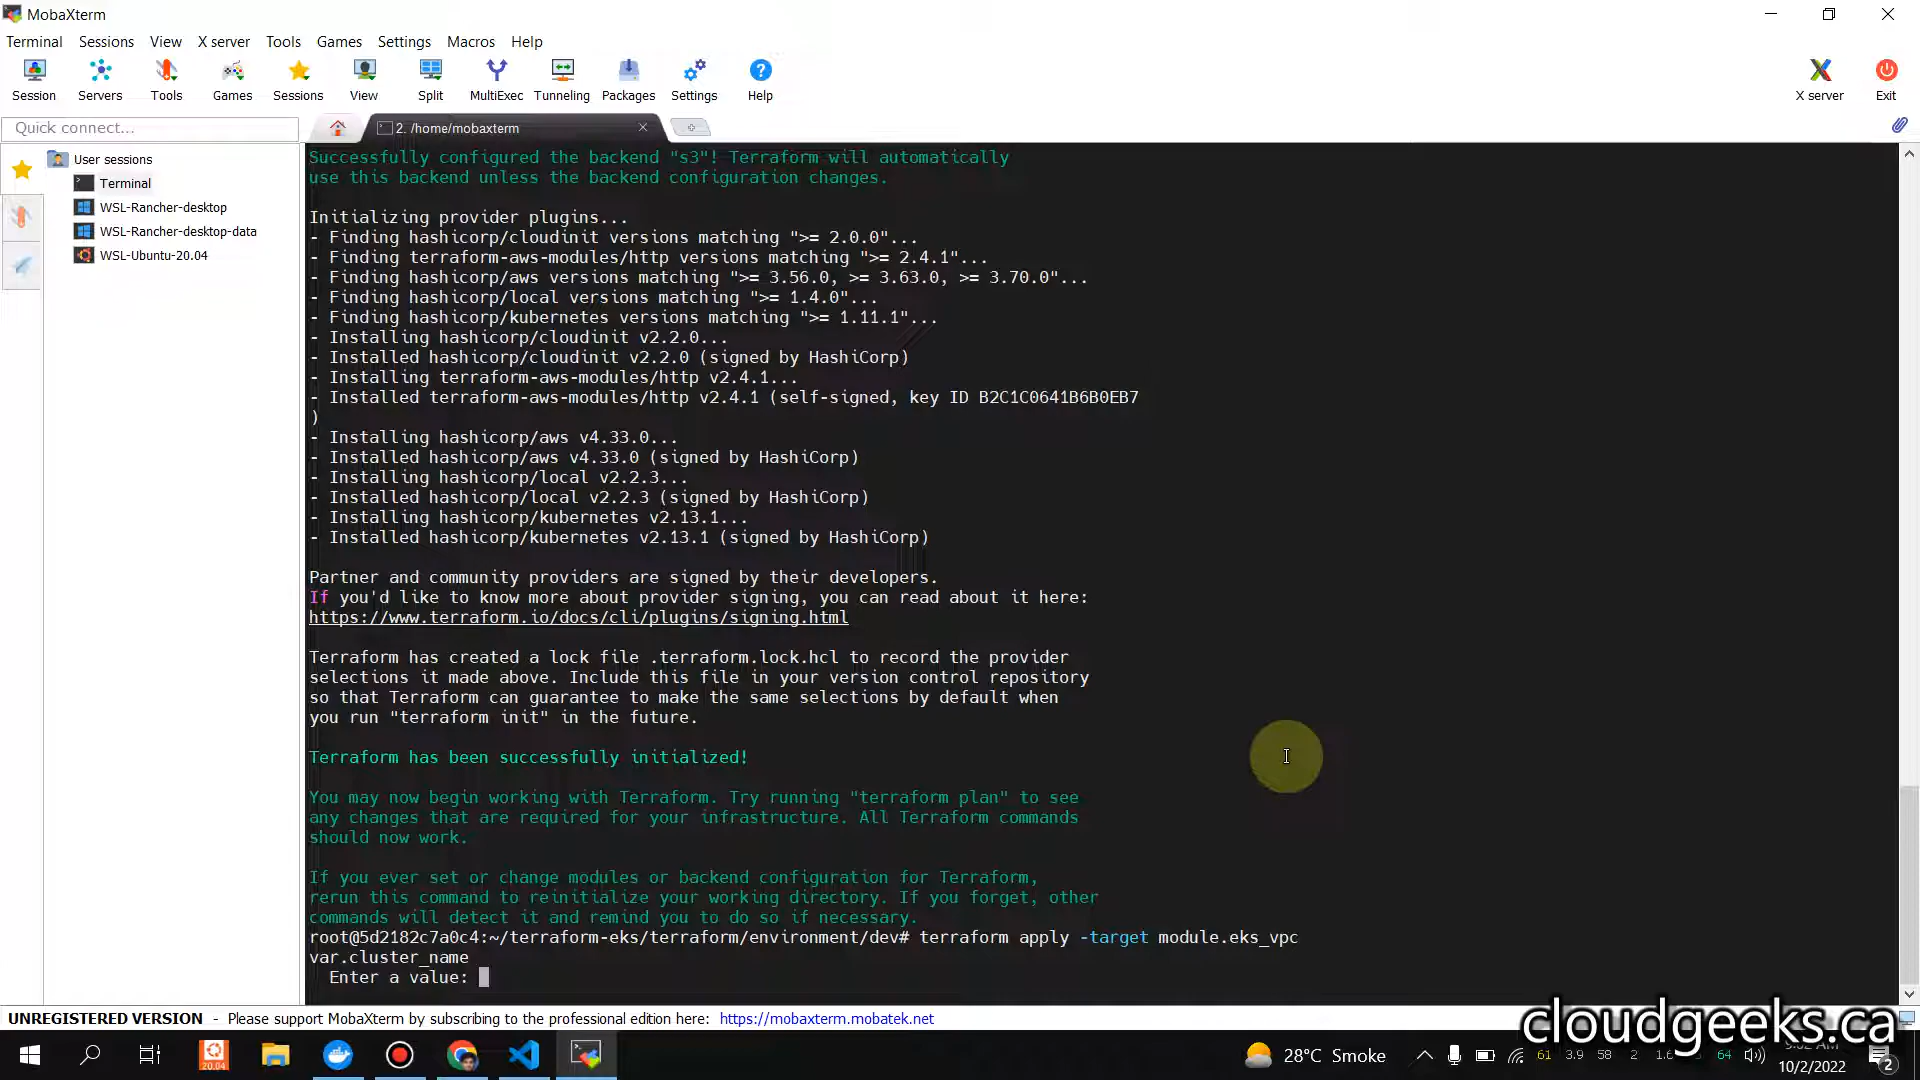 MobaXterm
Terminal Sessions View X server Tools Games Settings Macros Help
Session Servers Tools Games Sessions View Split MultiExec Tunneling Packages Settings Help X server Exit
Quick connect...
2. /home/mobaxterm
User sessions
Terminal
WSL-Rancher-desktop
WSL-Rancher-desktop-data
WSL-Ubuntu-20.04
Successfully configured the backend "s3"! Terraform will automatically
use this backend unless the backend configuration changes.
Initializing provider plugins...
- Finding hashicorp/cloudinit versions matching ">= 2.0.0"...
- Finding terraform-aws-modules/http versions matching ">= 2.4.1"...
- Finding hashicorp/aws versions matching ">= 3.56.0, >= 3.63.0, >= 3.70.0"...
- Finding hashicorp/local versions matching ">= 1.4.0"...
- Finding hashicorp/kubernetes versions matching ">= 1.11.1"...
- Installing hashicorp/cloudinit v2.2.0...
- Installed hashicorp/cloudinit v2.2.0 (signed by HashiCorp)
- Installing terraform-aws-modules/http v2.4.1...
- Installed terraform-aws-modules/http v2.4.1 (self-signed, key ID B2C1C0641B6B0EB7
)
- Installing hashicorp/aws v4.33.0...
- Installed hashicorp/aws v4.33.0 (signed by HashiCorp)
- Installing hashicorp/local v2.2.3...
- Installed hashicorp/local v2.2.3 (signed by HashiCorp)
- Installing hashicorp/kubernetes v2.13.1...
- Installed hashicorp/kubernetes v2.13.1 (signed by HashiCorp)
Partner and community providers are signed by their developers.
If you'd like to know more about provider signing, you can read about it here:
https://www.terraform.io/docs/cli/plugins/signing.html
Terraform has created a lock file .terraform.lock.hcl to record the provider
selections it made above. Include this file in your version control repository
so that Terraform can guarantee to make the same selections by default when
you run "terraform init" in the future.
Terraform has been successfully initialized!
You may now begin working with Terraform. Try running "terraform plan" to see
any changes that are required for your infrastructure. All Terraform commands
should now work.
If you ever set or change modules or backend configuration for Terraform,
rerun this command to reinitialize your working directory. If you forget, other
commands will detect it and remind you to do so if necessary.
root@5d2182c7a0c4:~/terraform-eks/terraform/environment/dev# terraform apply -target module.eks_vpc
var.cluster_name
Enter a value:
UNREGISTERED VERSION - Please support MobaXterm by subscribing to the professional edition here: https://mobaxterm.mobatek.net
cloudgeeks.ca
20.04
28°C Smoke
61 3.9 58 2 64
10/2/2022
2